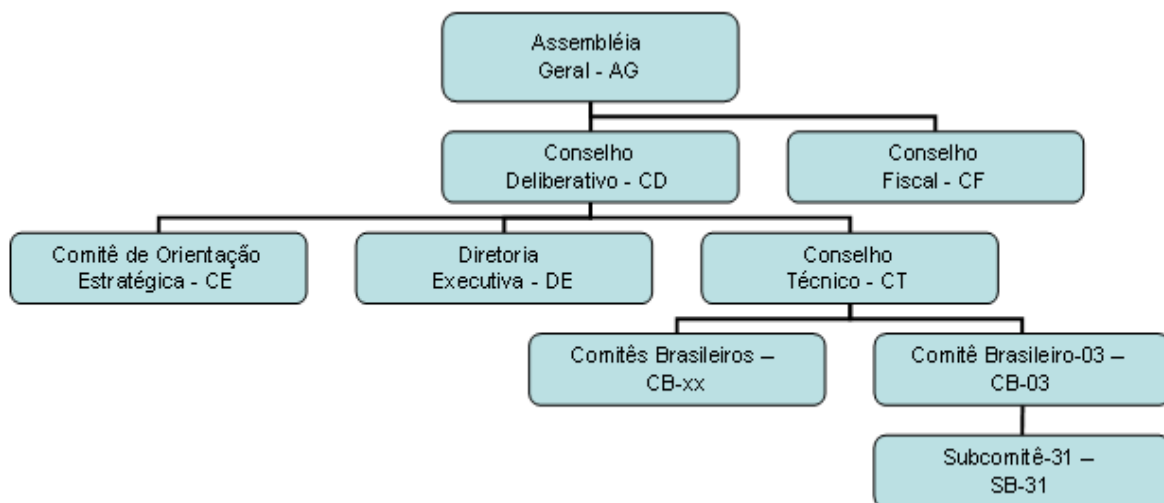 Assembléia
Geral - AG
Conselho
Deliberativo - CD
Conselho
Fiscal - CF
Comitê de Orientação
Estratégica - CE
Diretoria
Executiva - DE
Conselho
Técnico - CT
Comitês Brasileiros –
CB-xx
Comitê Brasileiro-03 –
CB-03
Subcomitê-31 –
SB-31